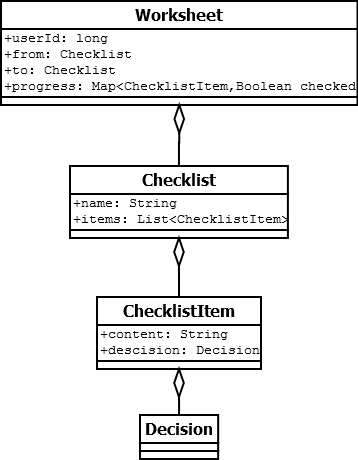 Worksheet
+userId: long
+from: Checklist
+to: Checklist
+progress: Map<ChecklistItem,Boolean checked
Checklist
+name: String
+items: List<ChecklistItem>
ChecklistItem
+content: String
+descision: Decision
Decision